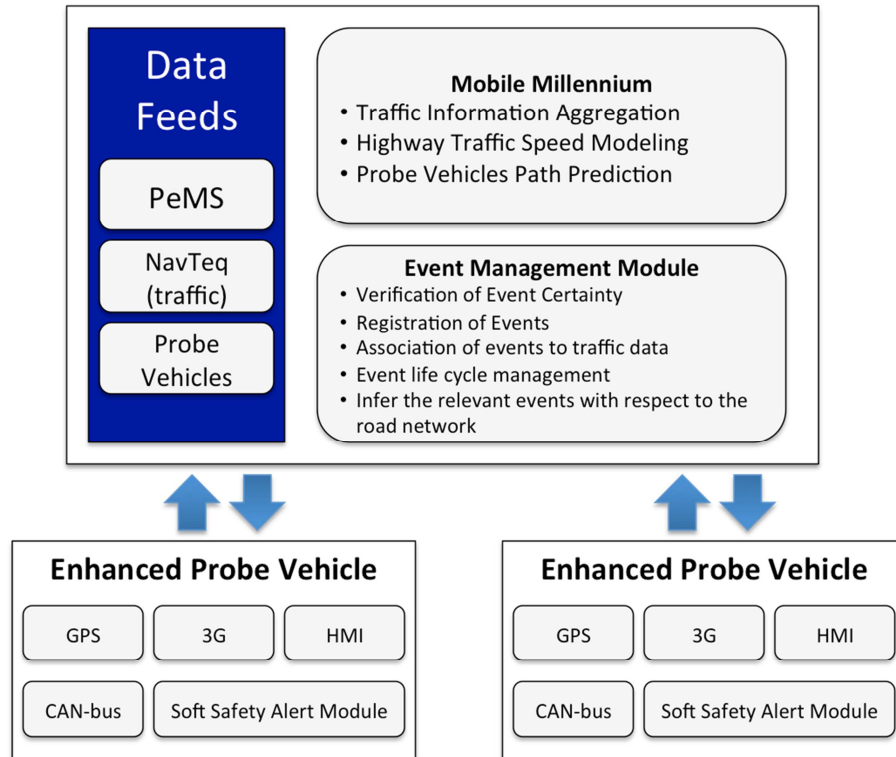 Data
Feeds
PeMS
NavTeq
(traffic)
Probe
Vehicles
Mobile Millennium
• Traffic Information Aggregation
• Highway Traffic Speed Modeling
• Probe Vehicles Path Prediction
Event Management Module
• Verification of Event Certainty
• Registration of Events
• Association of events to traffic data
• Event life cycle management
• Infer the relevant events with respect to the
road network
Enhanced Probe Vehicle
GPS
3G
HMI
CAN-bus
Soft Safety Alert Module
Enhanced Probe Vehicle
GPS
3G
HMI
CAN-bus
Soft Safety Alert Module